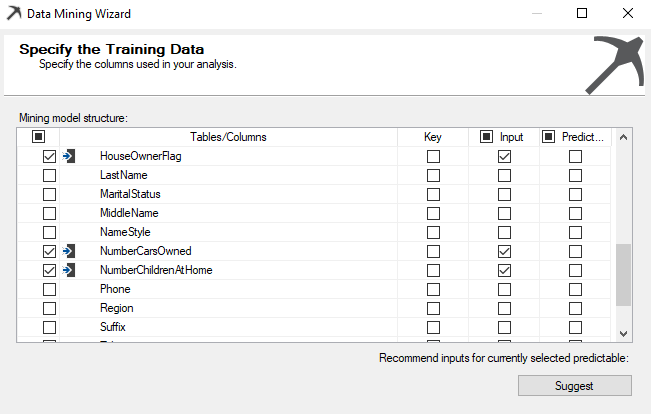 Data Mining Wizard
Specify the Training Data
Specify the columns used in your analysis.
Mining model structure:
Tables/Columns Key Input Predict...
HouseOwnerFlag
LastName
MaritalStatus
MiddleName
NameStyle
NumberCarsOwned
NumberChildrenAtHome
Phone
Region
Suffix
Recommend inputs for currently selected predictable:
Suggest